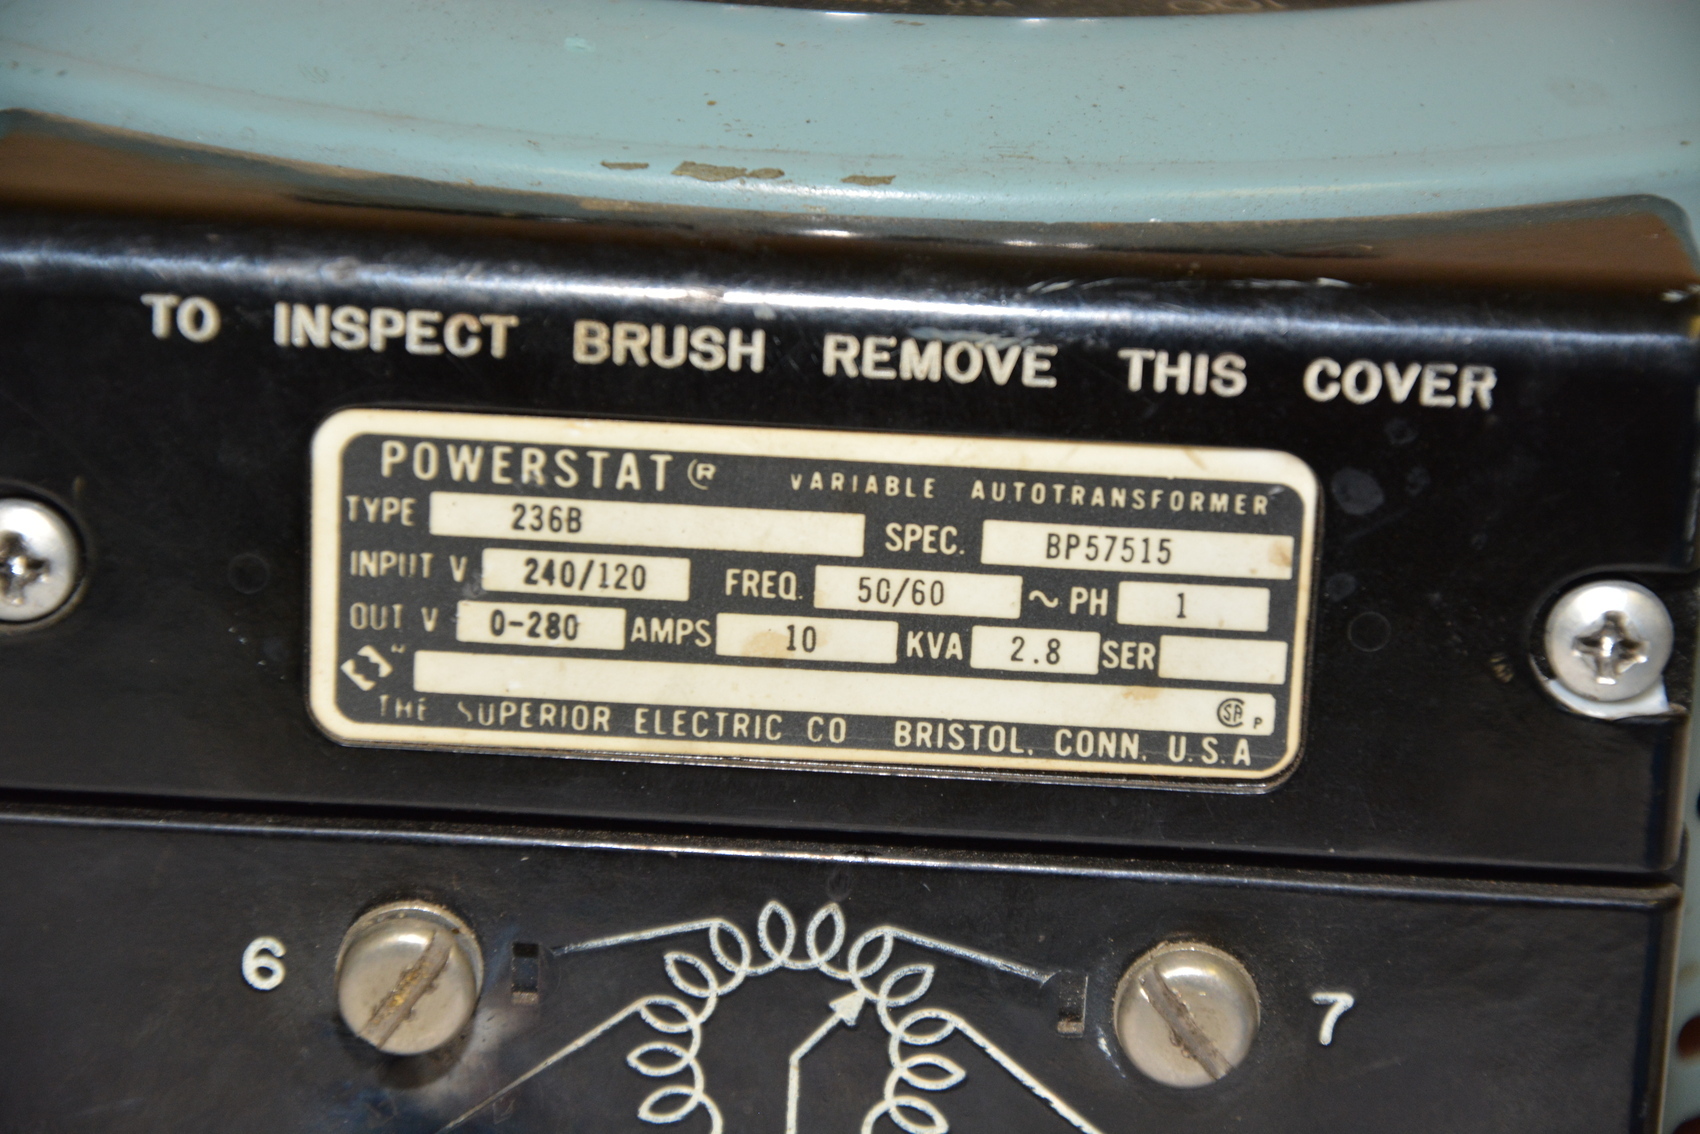 TO INSPECT BRUSH REMOVE THIS COVER
POWERSTAT ® VARIABLE AUTOTRANSFORMER
TYPE 236B SPEC. BP57515
INPUT V 240/120 FREQ. 50/60 ~ PH 1
OUT V 0-280 AMPS 10 KVA 2.8 SER
SA P
THE SUPERIOR ELECTRIC CO BRISTOL, CONN. U.S.A
6 7